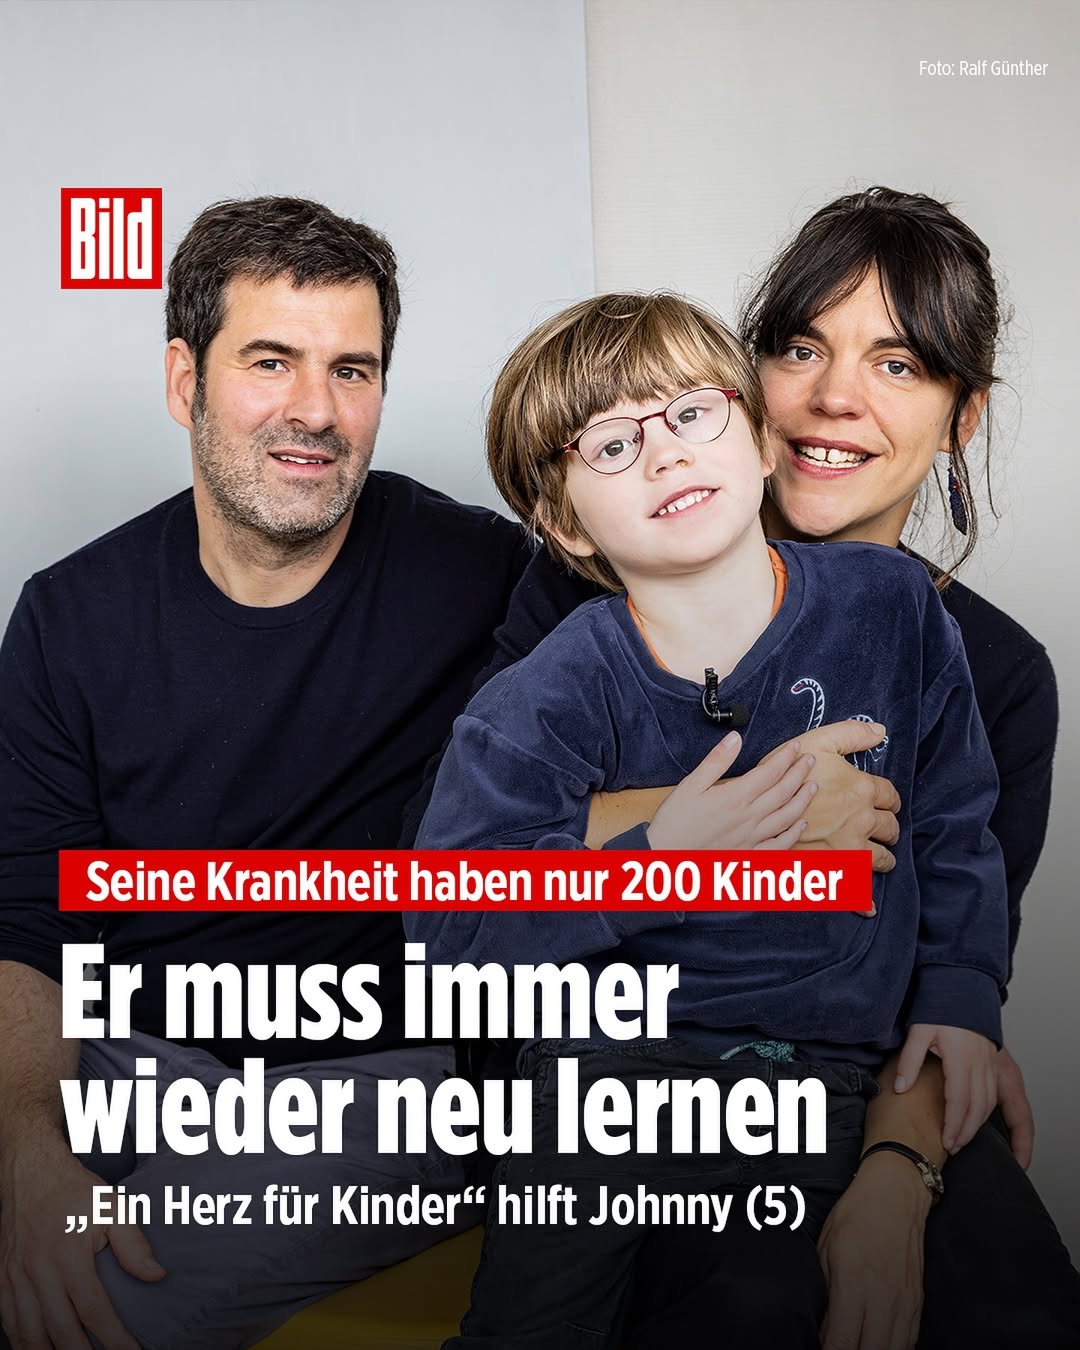 Foto: Ralf Günther
Bild
Seine Krankheit haben nur 200 Kinder
Er muss immer
wieder neu lernen
„Ein Herz für Kinder“ hilft Johnny (5)